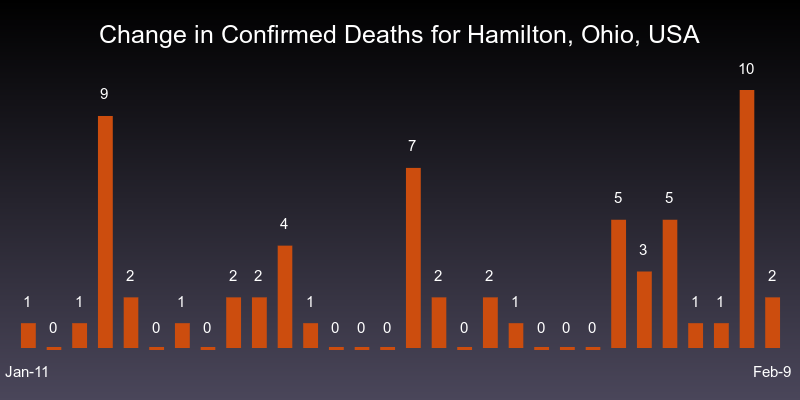 Change in Confirmed Deaths for Hamilton, Ohio, USA
1 0 1 9 2 0 1 0 2 2 4 1 0 0 0 7 2 0 2 1 0 0 0 5 3 5 1 1 10 2
Jan-11 Feb-9